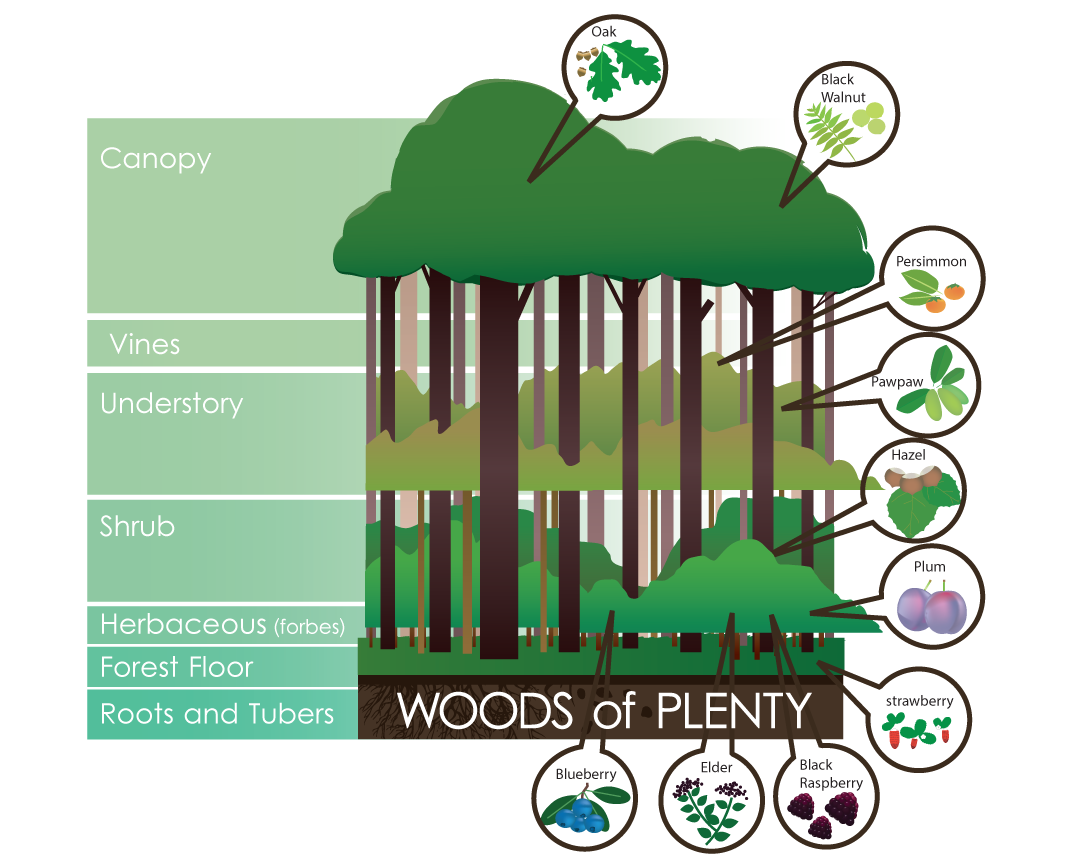 Oak
Black
Walnut
Canopy
Persimmon
Vines
Pawpaw
Understory
Hazel
Shrub
Plum
Herbaceous (forbes)
Forest Floor
strawberry
Roots and Tubers
WOODS of PLENTY
Blueberry
Elder
Black
Raspberry